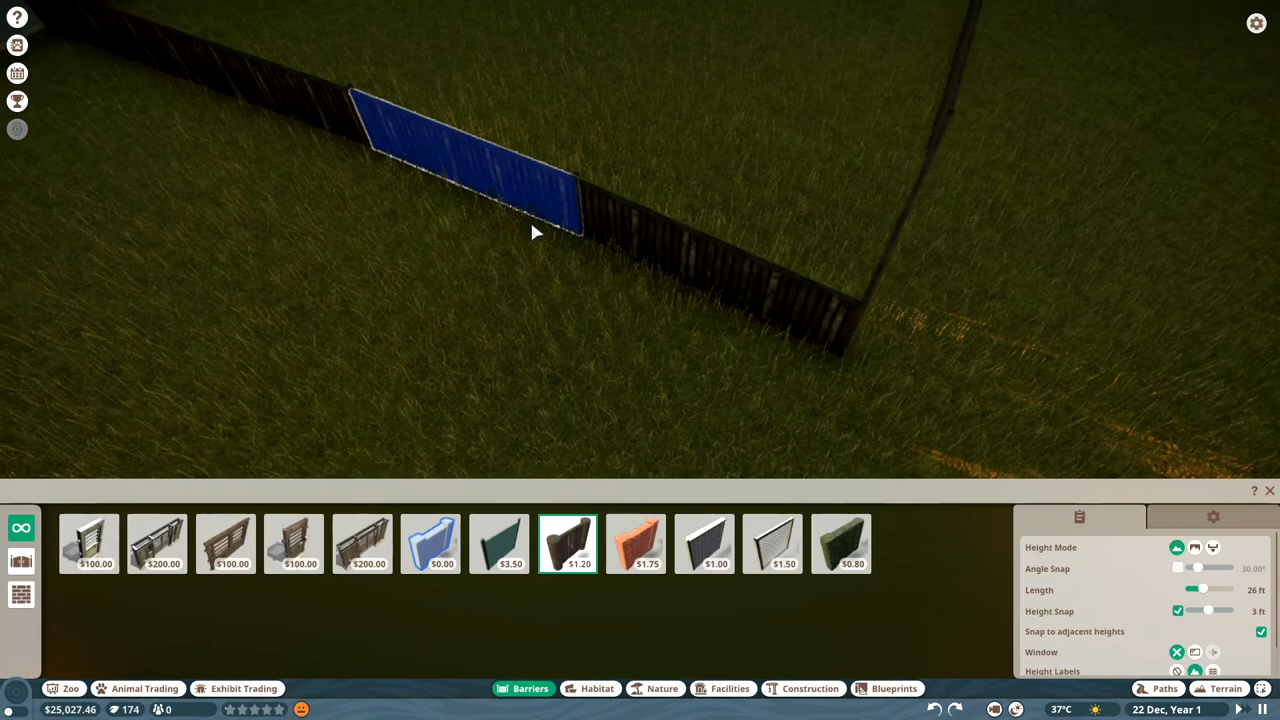 ?
? ×
$100.00 $200.00 $100.00 $100.00 $200.00 $0.00 $3.50 $1.20 $1.75 $1.00 $1.50 $0.80
Height Mode
Angle Snap 30.00°
Length 26 ft
Height Snap 3 ft
Snap to adjacent heights
Window
Height Labels
Zoo Animal Trading Exhibit Trading Barriers Habitat Nature Facilities Construction Blueprints Paths Terrain
$25,027.46 174 0 37°C 22 Dec, Year 1